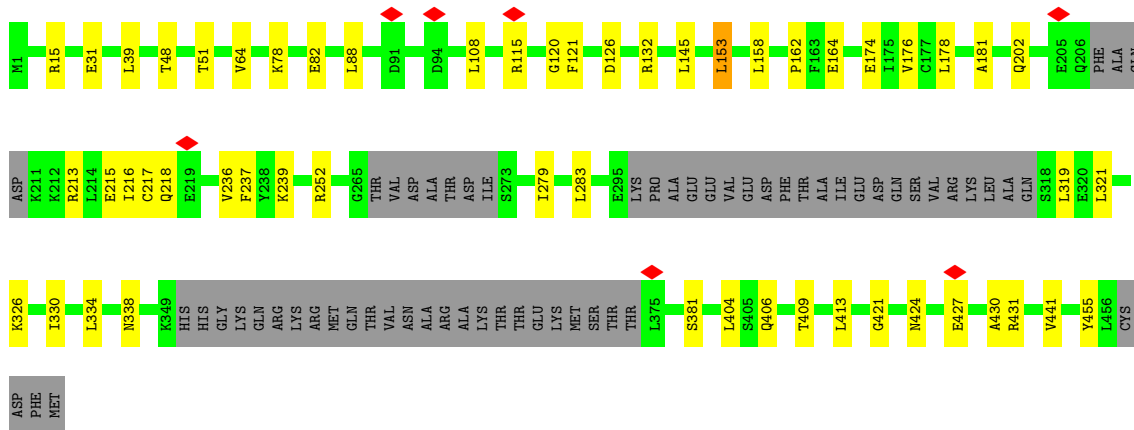 M1 R15 E31 L39 T48 T51 V64 K78 E82 L88 D91 D94 L108 R115 G120 F121 D126 R132 L145 L153 L158 P162 F163 E164 E174 I175 V176 C177 L178 A181 Q202 E205 Q206 PHE ALA GLN
ASP K211 K212 R213 L214 E215 I216 C217 Q218 E219 V236 F237 Y238 K239 R252 G265 THR VAL ASP ALA THR ASP ILE S273 I279 L283 E295 LYS PRO ALA GLU GLU VAL GLU ASP PHE THR ALA ILE GLU ASP GLN SER VAL ARG LYS LEU ALA GLN S318 L319 E320 L321
K326 I330 L334 N338 K349 HIS HIS GLY LYS GLN ARG LYS ARG MET GLN THR VAL ASN ALA ARG ALA LYS THR THR GLU LYS MET SER THR THR L375 S381 L404 S405 Q406 T409 L413 G421 N424 E427 A430 R431 V441 Y455 L456 CYS
ASP PHE MET